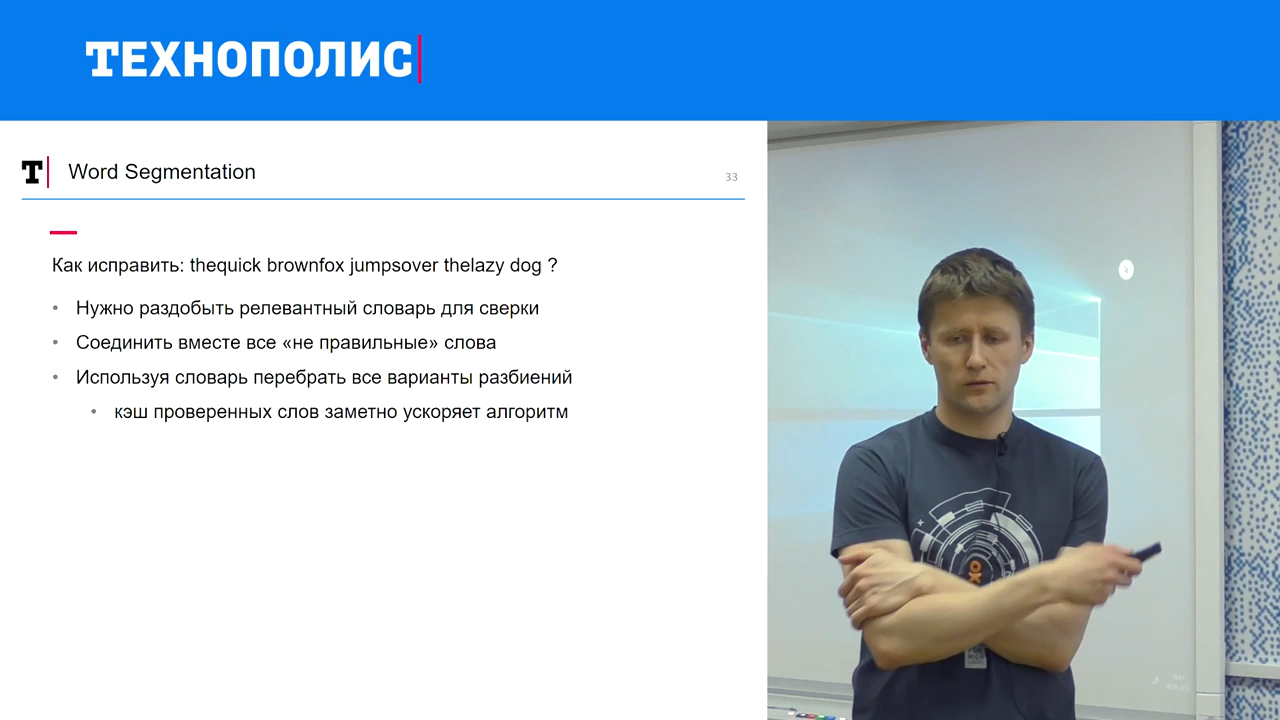 ТЕХНОПОЛИС
T
Word Segmentation
33
Как исправить: thequick brownfox jumpsover thelazy dog ?
• Нужно раздобыть релевантный словарь для сверки
• Соединить вместе все «не правильные» слова
• Используя словарь перебрать все варианты разбиений
• кэш проверенных слов заметно ускоряет алгоритм